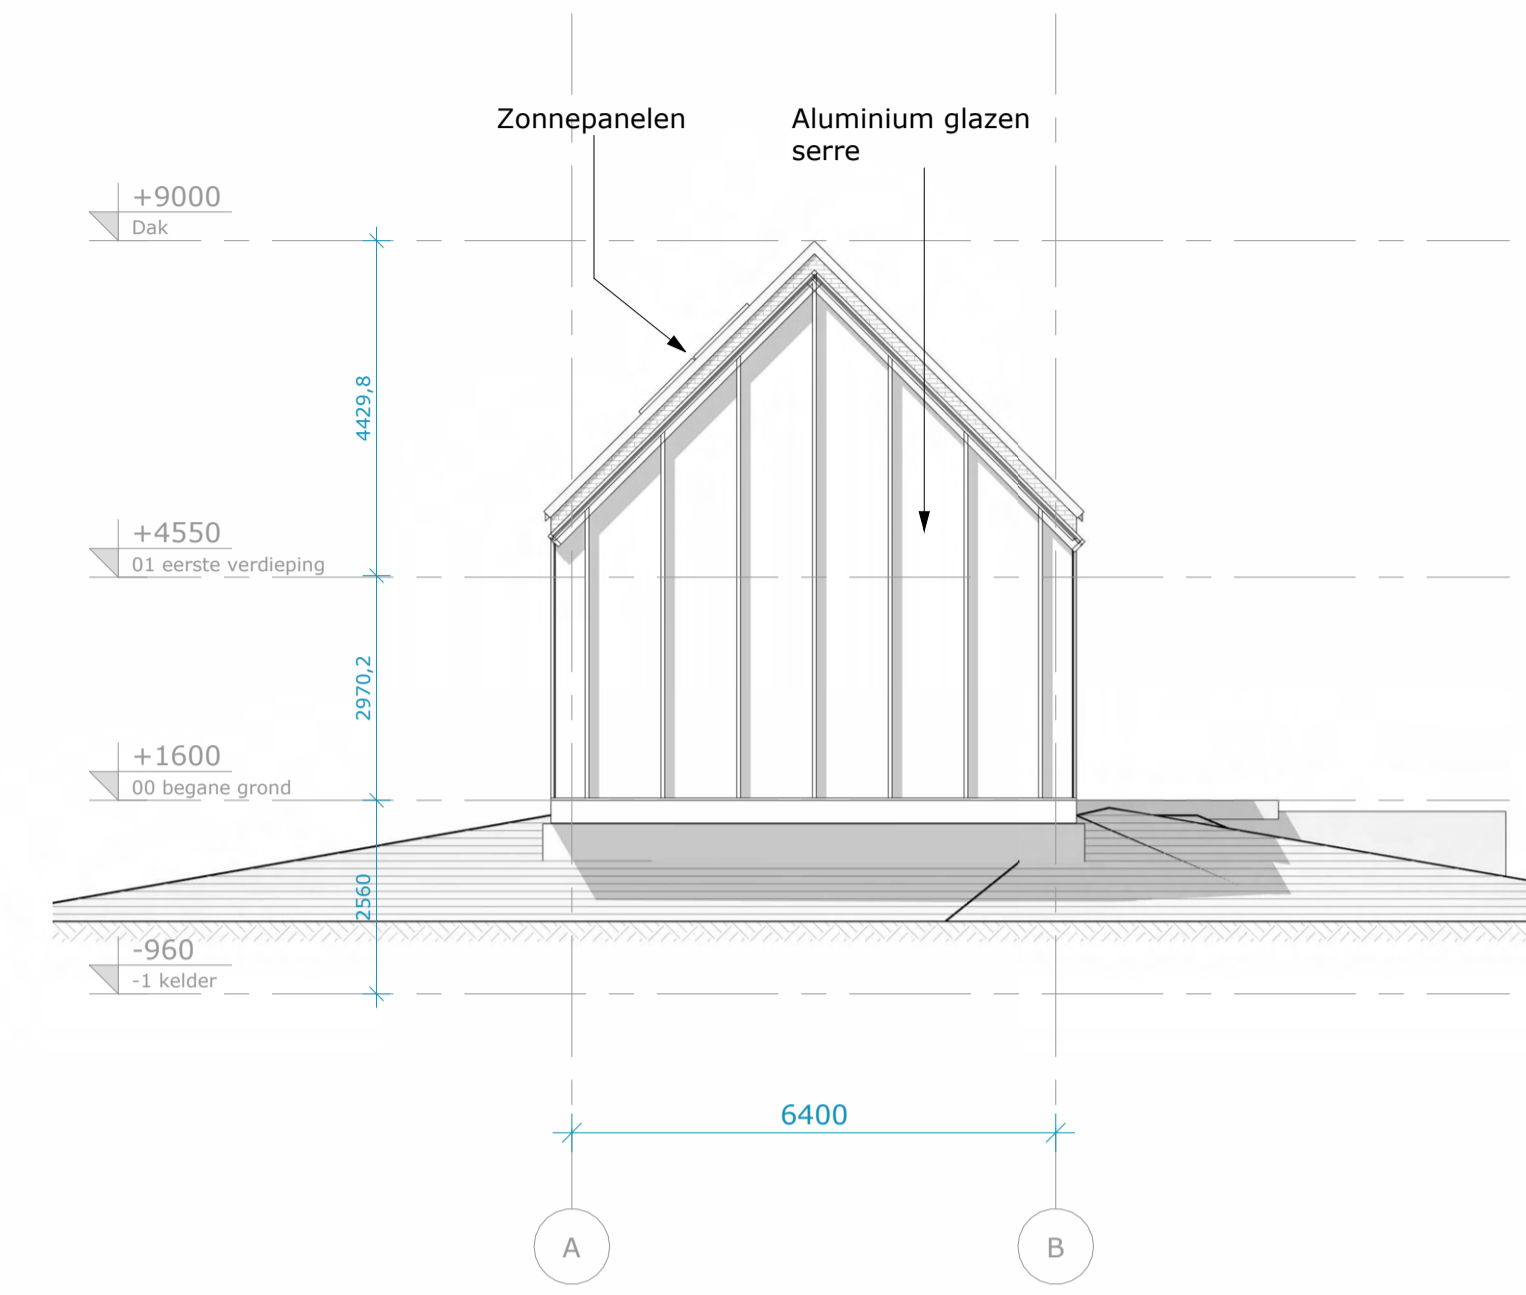 Zonnepanelen
Aluminium glazen
serre
+9000
Dak
4429,8
+4550
01 eerste verdieping
2970,2
+1600
00 begane grond
2560
-960
-1 kelder
6400
A
B